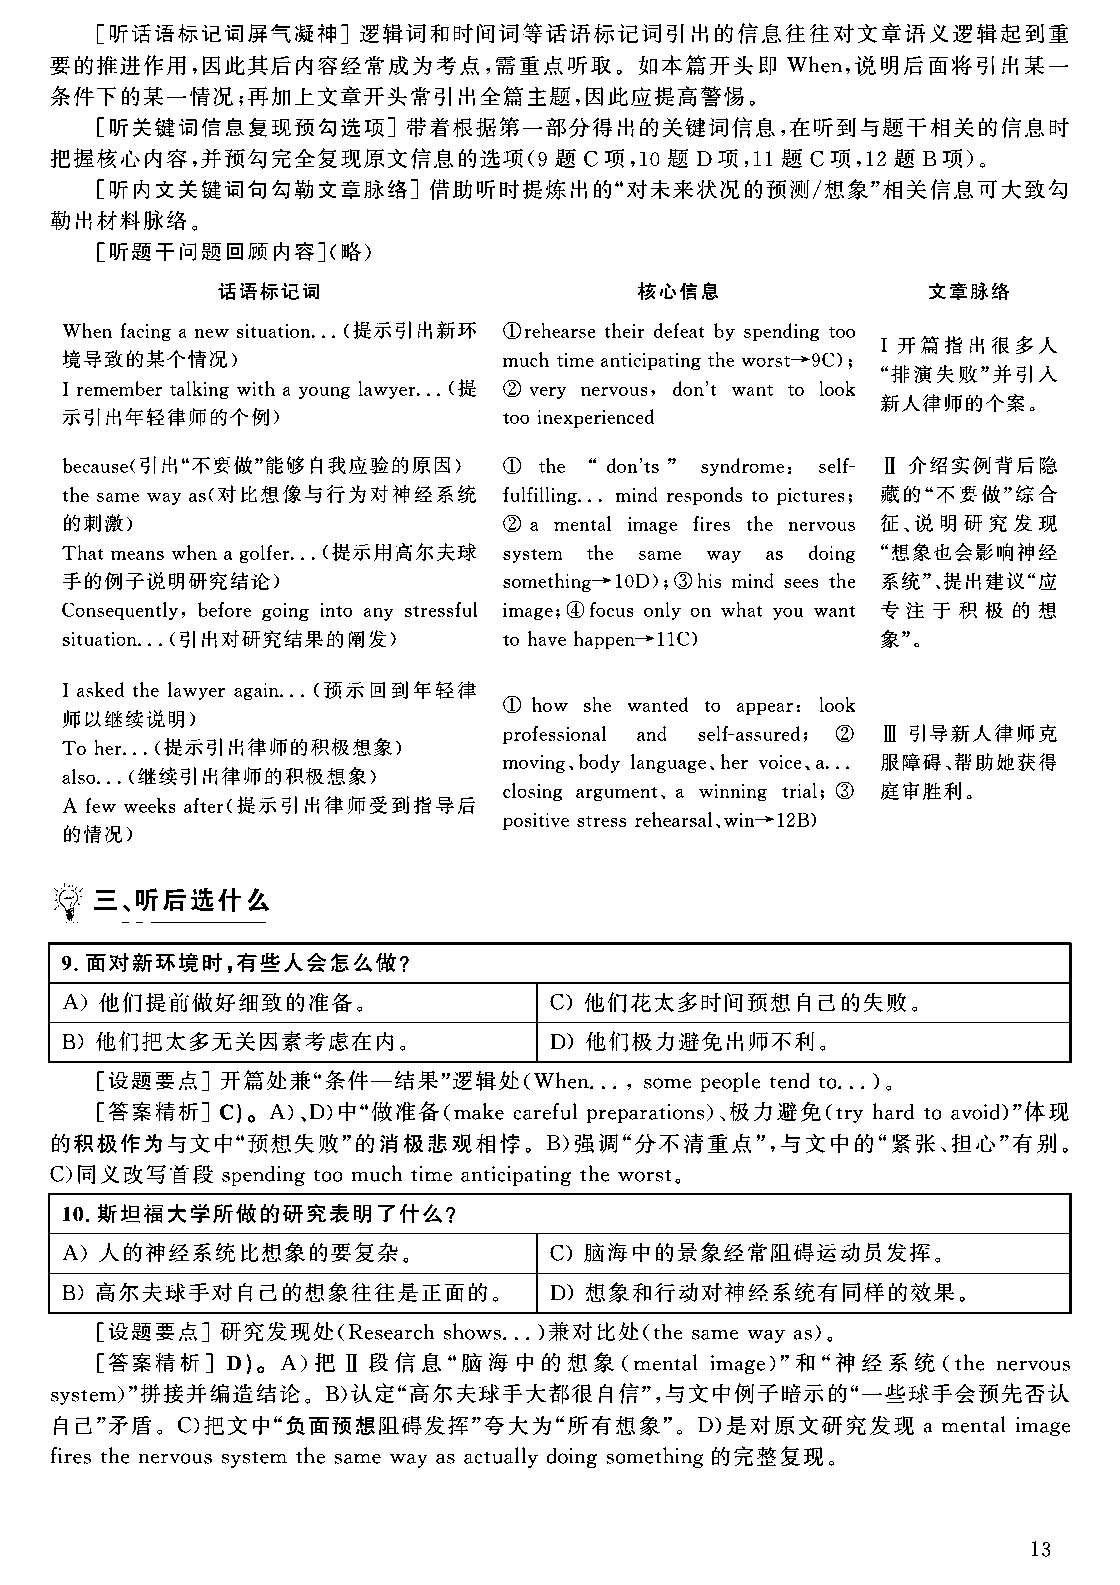 [听话语标记词屏气凝神] 逻辑词和时间词等话语标记词引出的信息往往对文章语义逻辑起到重
要的推进作用,因此其后内容经常成为考点,需重点听取。如本篇开头即 When,说明后面将引出某一
条件下的某一情况;再加上文章开头常引出全篇主题,因此应提高警惕。
[听关键词信息复现预勾选项] 带着根据第一部分得出的关键词信息,在听到与题干相关的信息时
把握核心内容,并预勾完全复现原文信息的选项(9 题 C 项,10 题 D 项,11 题 C 项,12 题 B 项)。
[听内文关键词句勾勒文章脉络] 借助听时提炼出的“对未来状况的预测/想象”相关信息可大致勾
勒出材料脉络。
[听题干问题回顾内容](略)
话语标记词
When facing a new situation...(提示引出新环
境导致的某个情况)
I remember talking with a young lawyer...(提
示引出年轻律师的个例)
核心信息
①rehearse their defeat by spending too
much time anticipating the worst→9C);
② very nervous, don't want to look
too inexperienced
文章脉络
Ⅰ 开篇指出很多人
“排演失败”并引入
新人律师的个案。
because(引出“不要做”能够自我应验的原因)
the same way as(对比想像与行为对神经系统
的刺激)
That means when a golfer...(提示用高尔夫球
手的例子说明研究结论)
Consequently, before going into any stressful
situation...(引出对研究结果的阐发)
① the “don'ts” syndrome: self-
fulfilling... mind responds to pictures;
② a mental image fires the nervous
system the same way as doing
something→10D);③his mind sees the
image;④focus only on what you want
to have happen→11C)
Ⅱ 介绍实例背后隐
藏的“不要做”综合
征、说明研究发现
“想象也会影响神经
系统”、提出建议“应
专注于积极的想
象”。
I asked the lawyer again...(预示回到年轻律
师以继续说明)
To her...(提示引出律师的积极想象)
also...(继续引出律师的积极想象)
A few weeks after(提示引出律师受到指导后
的情况)
① how she wanted to appear: look
professional and self-assured; ②
moving、body language、her voice、a...
closing argument、a winning trial; ③
positive stress rehearsal、win→12B)
Ⅲ 引导新人律师克
服障碍、帮助她获得
庭审胜利。
三、听后选什么
9. 面对新环境时,有些人会怎么做?
A) 他们提前做好细致的准备。
C) 他们花太多时间预想自己的失败。
B) 他们把太多无关因素考虑在内。
D) 他们极力避免出师不利。
[设题要点] 开篇处兼“条件—结果”逻辑处(When..., some people tend to...)。
[答案精析] C)。A)、D)中“做准备(make careful preparations)、极力避免(try hard to avoid)”体现
的积极作为与文中“预想失败”的消极悲观相悖。B)强调“分不清重点”,与文中的“紧张、担心”有别。
C)同义改写首段 spending too much time anticipating the worst。
10. 斯坦福大学所做的研究表明了什么?
A) 人的神经系统比想象的要复杂。
C) 脑海中的景象经常阻碍运动员发挥。
B) 高尔夫球手对自己的想象往往是正面的。
D) 想象和行动对神经系统有同样的效果。
[设题要点] 研究发现处(Research shows...)兼对比处(the same way as)。
[答案精析] D)。A)把 Ⅱ 段信息“脑海中的想象(mental image)”和“神经系统(the nervous
system)”拼接并编造结论。B)认定“高尔夫球手大都很自信”,与文中例子暗示的“一些球手会预先否认
自己”矛盾。C)把文中“负面预想阻碍发挥”夸大为“所有想象”。D)是对原文研究发现 a mental image
fires the nervous system the same way as actually doing something 的完整复现。
13